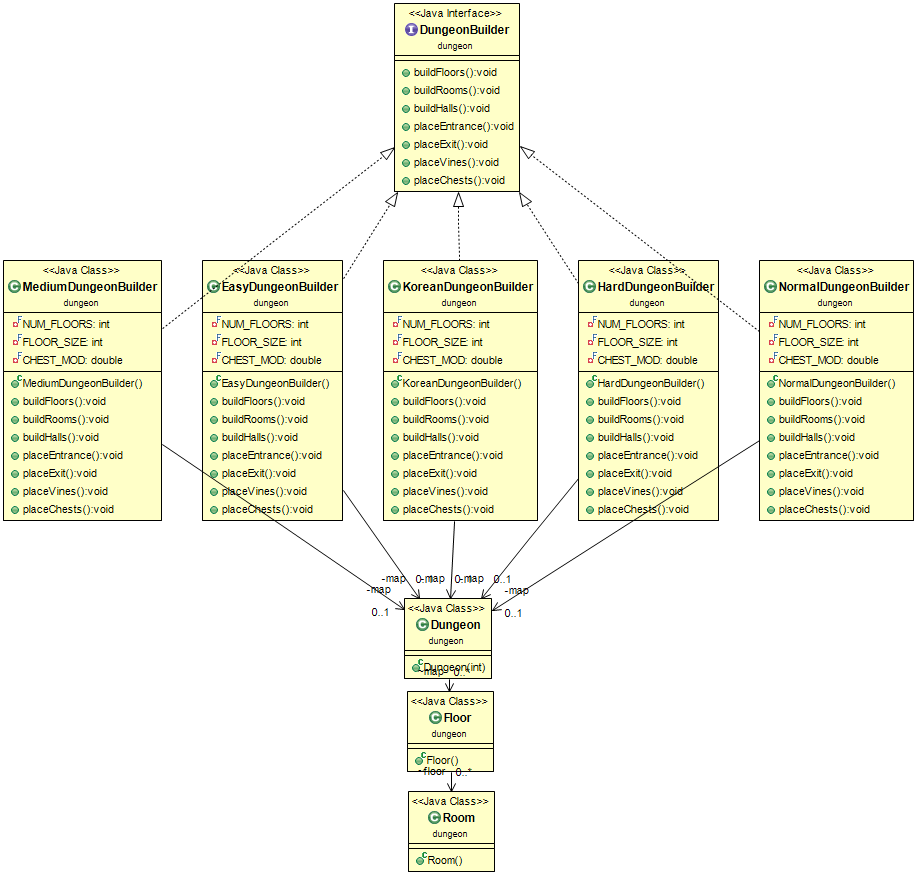 <<Java Interface>>
DungeonBuilder
dungeon
buildFloors():void
buildRooms():void
buildHalls():void
placeEntrance():void
placeExit():void
placeVines():void
placeChests():void
<<Java Class>>
MediumDungeonBuilder
dungeon
NUM_FLOORS: int
FLOOR_SIZE: int
CHEST_MOD: double
MediumDungeonBuilder()
buildFloors():void
buildRooms():void
buildHalls():void
placeEntrance():void
placeExit():void
placeVines():void
placeChests():void
<<Java Class>>
EasyDungeonBuilder
dungeon
NUM_FLOORS: int
FLOOR_SIZE: int
CHEST_MOD: double
EasyDungeonBuilder()
buildFloors():void
buildRooms():void
buildHalls():void
placeEntrance():void
placeExit():void
placeVines():void
placeChests():void
<<Java Class>>
KoreanDungeonBuilder
dungeon
NUM_FLOORS: int
FLOOR_SIZE: int
CHEST_MOD: double
KoreanDungeonBuilder()
buildFloors():void
buildRooms():void
buildHalls():void
placeEntrance():void
placeExit():void
placeVines():void
placeChests():void
<<Java Class>>
HardDungeonBuilder
dungeon
NUM_FLOORS: int
FLOOR_SIZE: int
CHEST_MOD: double
HardDungeonBuilder()
buildFloors():void
buildRooms():void
buildHalls():void
placeEntrance():void
placeExit():void
placeVines():void
placeChests():void
<<Java Class>>
NormalDungeonBuilder
dungeon
NUM_FLOORS: int
FLOOR_SIZE: int
CHEST_MOD: double
NormalDungeonBuilder()
buildFloors():void
buildRooms():void
buildHalls():void
placeEntrance():void
placeExit():void
placeVines():void
placeChests():void
-map
0..1
-map
0..1
-map
0..1
-map
0..1
-map
0..1
<<Java Class>>
Dungeon
dungeon
Dungeon(int)
-map
0..*
<<Java Class>>
Floor
dungeon
Floor()
-floor
0..*
<<Java Class>>
Room
dungeon
Room()